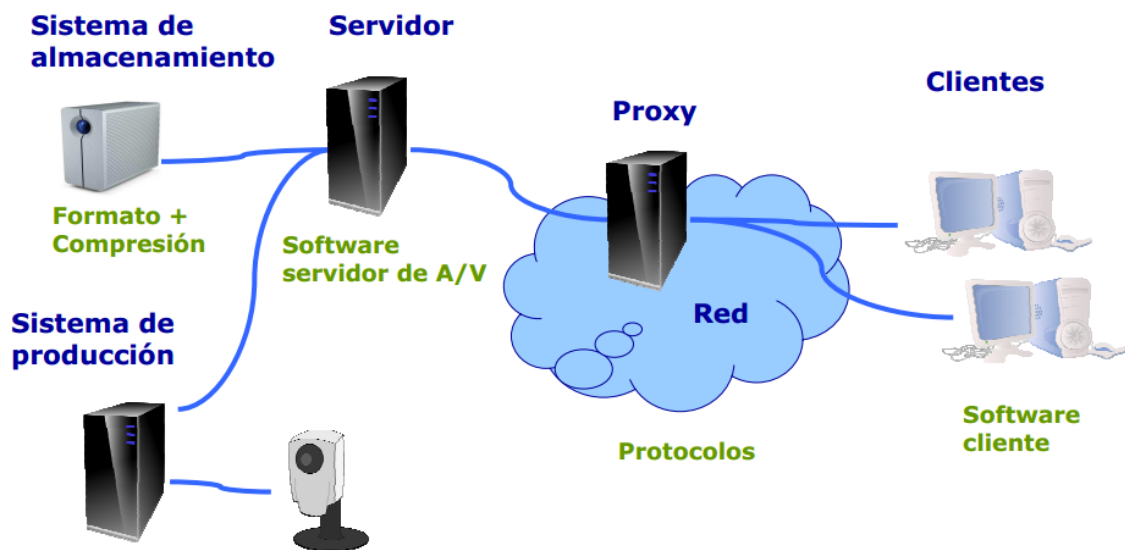 Sistema de
almacenamiento
Servidor
Clientes
Proxy
Formato +
Compresión
Software
servidor de A/V
Sistema de
producción
Red
Protocolos
Software
cliente